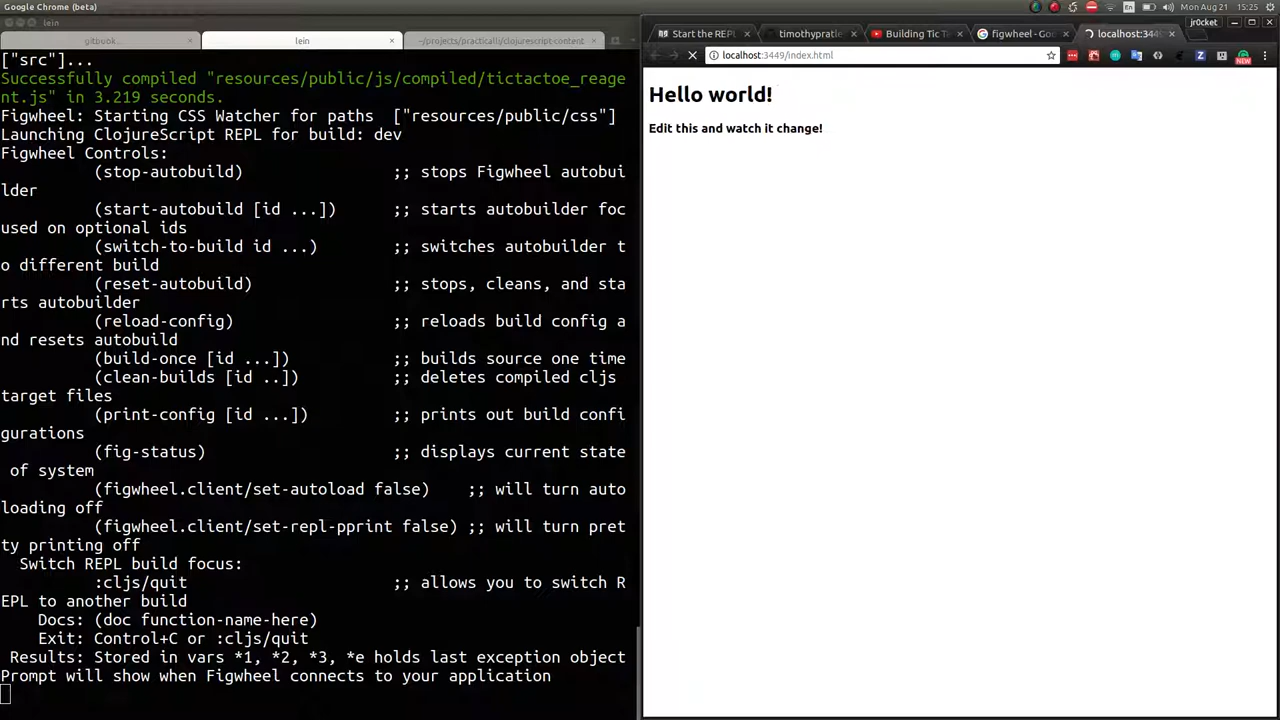 Google Chrome (beta)
En
Mon Aug 21
15:25
lein
gitbook
lein
~/projects/practicalli/clojurescript-content
["src"]...
Successfully compiled "resources/public/js/compiled/tictactoe_reage
nt.js" in 3.219 seconds.
Figwheel: Starting CSS Watcher for paths  ["resources/public/css"]
Launching ClojureScript REPL for build: dev
Figwheel Controls:
(stop-autobuild)                ;; stops Figwheel autobui
lder
(start-autobuild [id ...])      ;; starts autobuilder foc
used on optional ids
(switch-to-build id ...)        ;; switches autobuilder t
o different build
(reset-autobuild)               ;; stops, cleans, and sta
rts autobuilder
(reload-config)                 ;; reloads build config a
nd resets autobuild
(build-once [id ...])           ;; builds source one time
(clean-builds [id ..])          ;; deletes compiled cljs
target files
(print-config [id ...])         ;; prints out build confi
gurations
(fig-status)                    ;; displays current state
of system
(figwheel.client/set-autoload false)    ;; will turn auto
loading off
(figwheel.client/set-repl-pprint false) ;; will turn pret
ty printing off
Switch REPL build focus:
:cljs/quit                      ;; allows you to switch R
EPL to another build
Docs: (doc function-name-here)
Exit: Control+C or :cljs/quit
Results: Stored in vars *1, *2, *3, *e holds last exception object
Prompt will show when Figwheel connects to your application
Start the REPL
timothypratle
Building Tic T
figwheel - Goo
localhost:3449
jr0cket
localhost:3449/index.html
Hello world!
Edit this and watch it change!